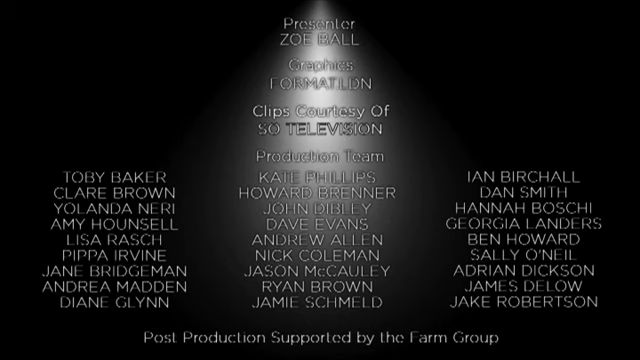 Presenter
ZOE BALL
Graphics
FORMAT.LDN
Clips Courtesy Of
SO TELEVISION
Production Team
TOBY BAKER KATE PHILLIPS IAN BIRCHALL
CLARE BROWN HOWARD BRENNER DAN SMITH
YOLANDA NERI JOHN DIBLEY HANNAH BOSCHI
AMY HOUNSELL DAVE EVANS GEORGIA LANDERS
LISA RASCH ANDREW ALLEN BEN HOWARD
PIPPA IRVINE NICK COLEMAN SALLY O'NEIL
JANE BRIDGEMAN JASON McCAULEY ADRIAN DICKSON
ANDREA MADDEN RYAN BROWN JAMES DELOW
DIANE GLYNN JAMIE SCHMELD JAKE ROBERTSON
Post Production Supported by the Farm Group